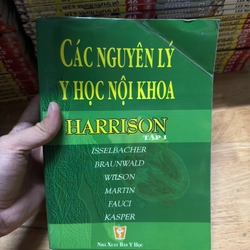 CÁC NGUYÊN LÝ
Y HỌC NỘI KHOA
HARRISON
TẬP 1
ISSELBACHER
BRAUNWALD
WILSON
MARTIN
FAUCI
KASPER
NHÀ XUẤT BẢN Y HỌC